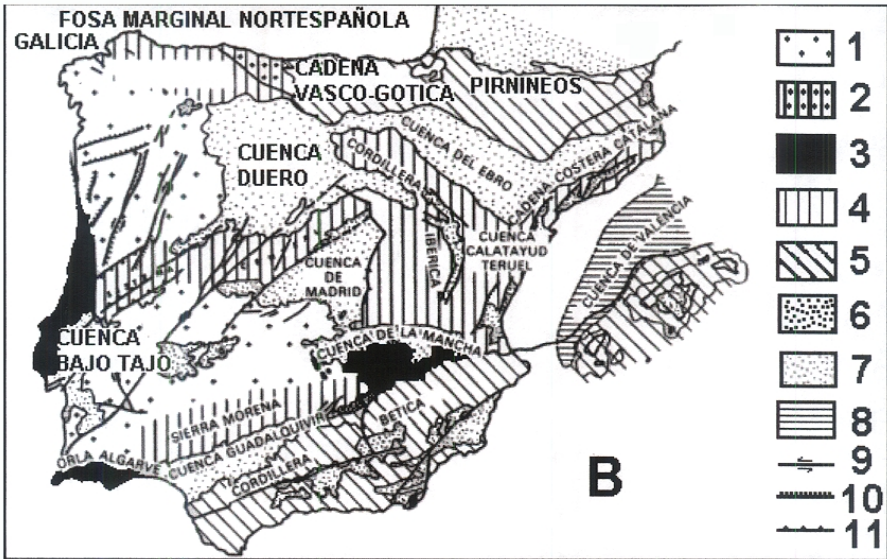 FOSA MARGINAL NORTESPAÑOLA
GALICIA
CADENA
VASCO-GOTICA
PIRNINEOS
CUENCA DEL EBRO
CADENA COSTERA CATALANA
CORDILLERA
IBERICA
CUENCA
DUERO
CUENCA
CALATAYUD
TERUEL
CUENCA DE VALENCIA
CUENCA
DE
MADRID
CUENCA
BAJO TAJO
CUENCA DE LA MANCHA
SIERRA MORENA
BETICA
CORDILLERA
CUENCA GUADALQUIVIR
ORLA ALGARVE
B
1
2
3
4
5
6
7
8
9
10
11